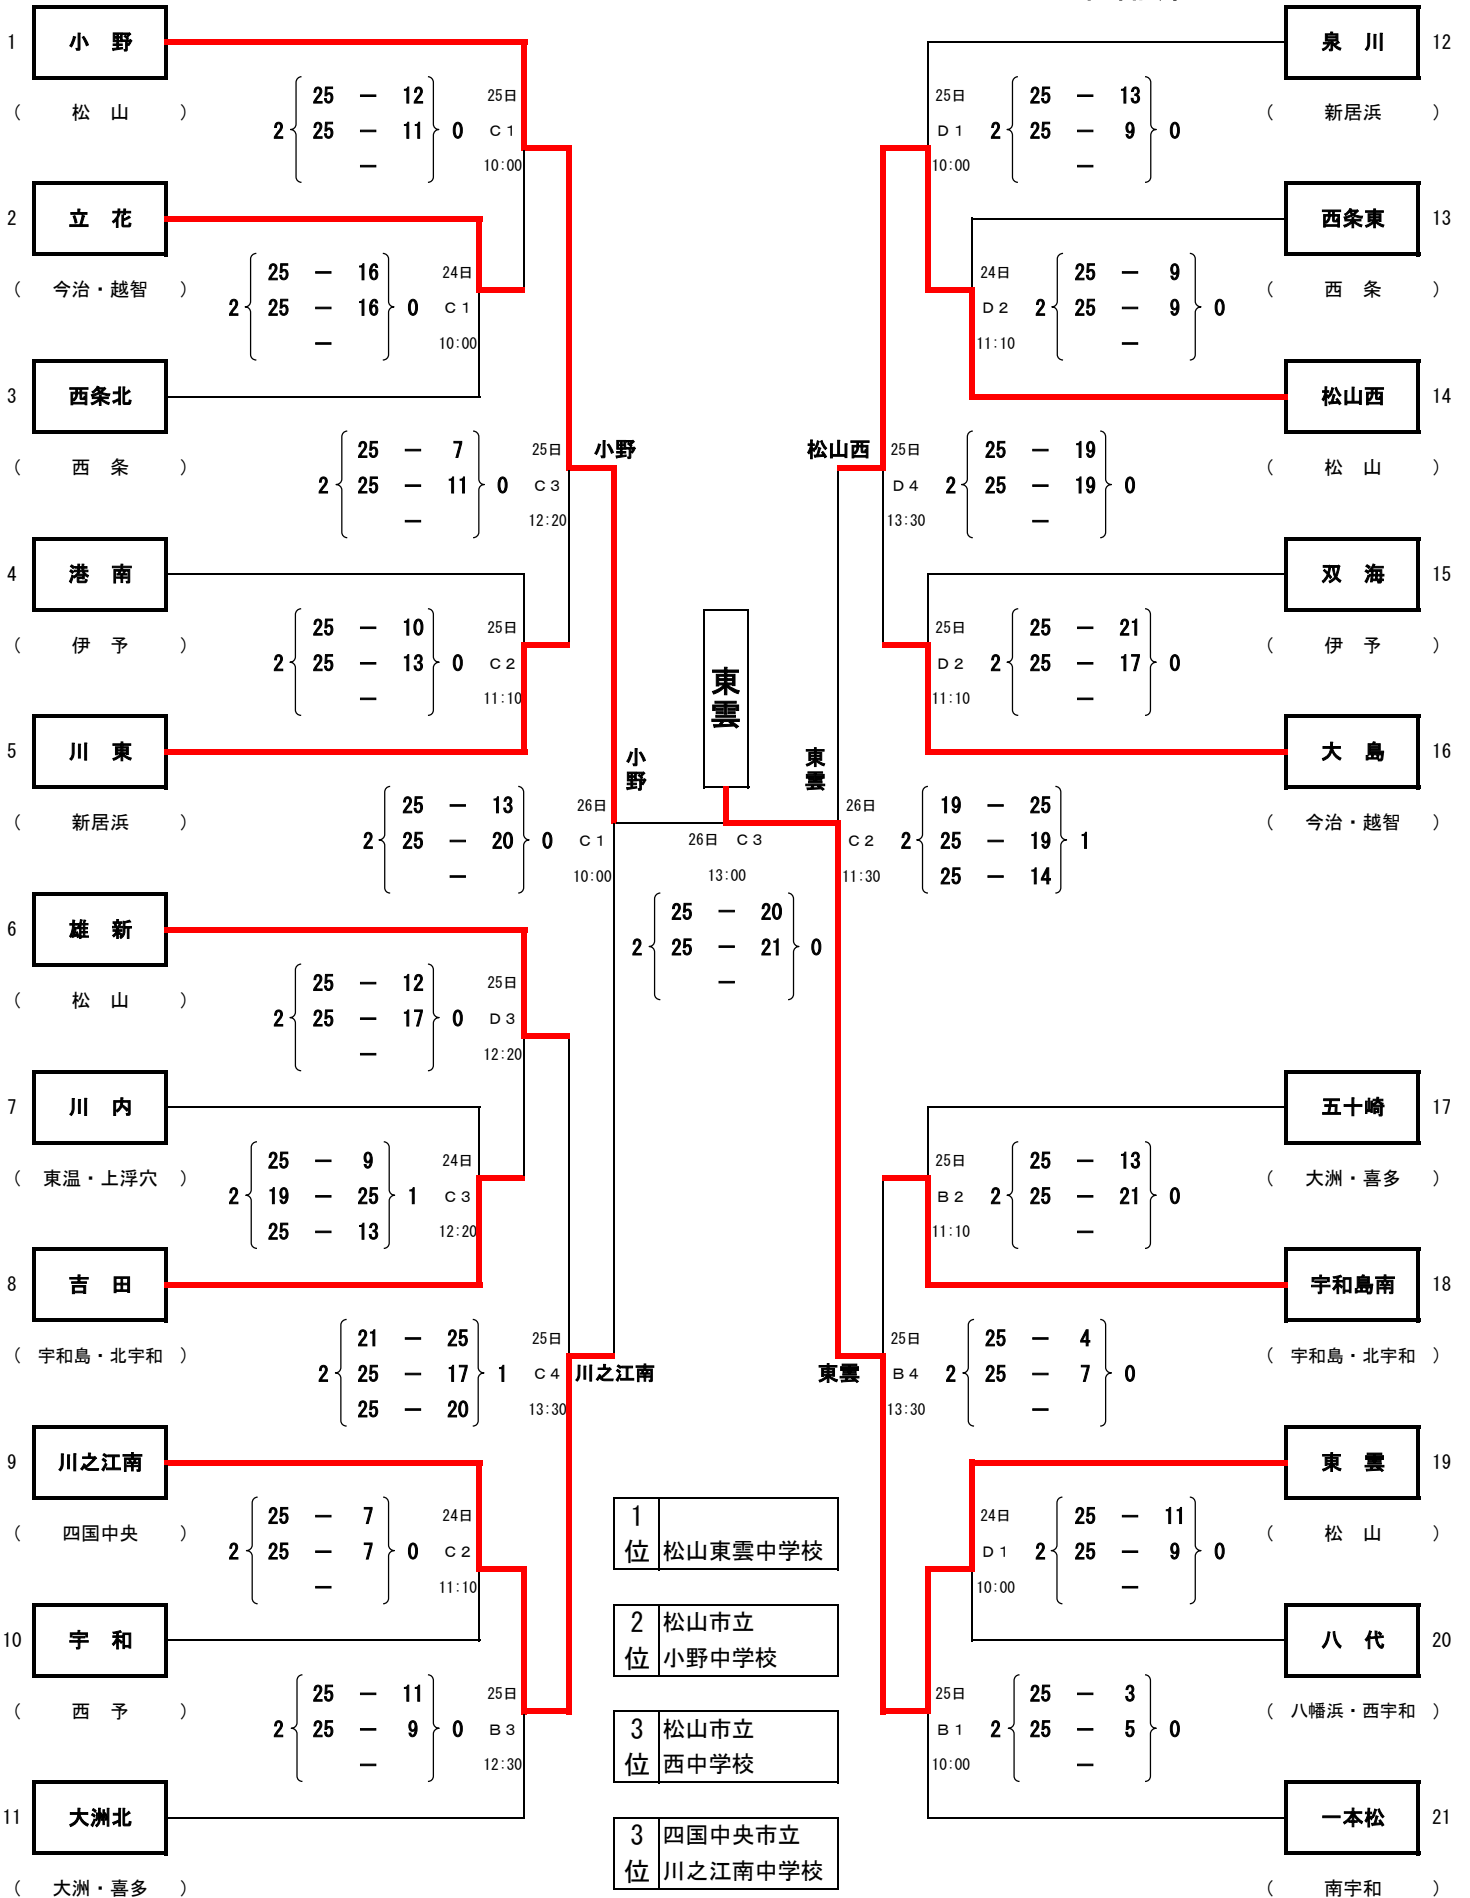 1 小 野
( 松 山 )
25 － 12 25日
2 25 － 11 0 C1
－ 10:00
2 立 花
( 今治・越智 )
25 － 16 24日
2 25 － 16 0 C1
－ 10:00
3 西条北
( 西 条 )
25 － 7 25日 小野
2 25 － 11 0 C3
－ 12:20
4 港 南
( 伊 予 )
25 － 10 25日
2 25 － 13 0 C2
－ 11:10
5 川 東
( 新居浜 )
小野
25 － 13 26日
2 25 － 20 0 C1
－ 10:00
6 雄 新
( 松 山 )
25 － 12 25日
2 25 － 17 0 D3
－ 12:20
7 川 内
( 東温・上浮穴 )
25 － 9 24日
2 19 － 25 1 C3
25 － 13 12:20
8 吉 田
( 宇和島・北宇和 )
21 － 25 25日
2 25 － 17 1 C4 川之江南
25 － 20 13:30
9 川之江南
( 四国中央 )
25 － 7 24日
2 25 － 7 0 C2
－ 11:10
10 宇 和
( 西 予 )
25 － 11 25日
2 25 － 9 0 B3
－ 12:30
11 大洲北
( 大洲・喜多 )
東雲
26日 C3
13:00
25 － 20
2 25 － 21 0
－
1位 松山東雲中学校
2位 松山市立
小野中学校
3位 松山市立
西中学校
3位 四国中央市立
川之江南中学校
泉 川 12
( 新居浜 )
25日 25 － 13
D1 2 25 － 9 0
10:00 －
西条東 13
( 西 条 )
24日 25 － 9
D2 2 25 － 9 0
11:10 －
松山西 14
( 松 山 )
松山西 25日 25 － 19
D4 2 25 － 19 0
13:30 －
双 海 15
( 伊 予 )
25日 25 － 21
D2 2 25 － 17 0
11:10 －
大 島 16
( 今治・越智 )
東雲
26日 19 － 25
C2 2 25 － 19 1
11:30 25 － 14
五十崎 17
( 大洲・喜多 )
25日 25 － 13
B2 2 25 － 21 0
11:10 －
宇和島南 18
( 宇和島・北宇和 )
25日 25 － 4
東雲 B4 2 25 － 7 0
13:30 －
東 雲 19
( 松 山 )
24日 25 － 11
D1 2 25 － 9 0
10:00 －
八 代 20
( 八幡浜・西宇和 )
25日 25 － 3
B1 2 25 － 5 0
10:00 －
一本松 21
( 南宇和 )